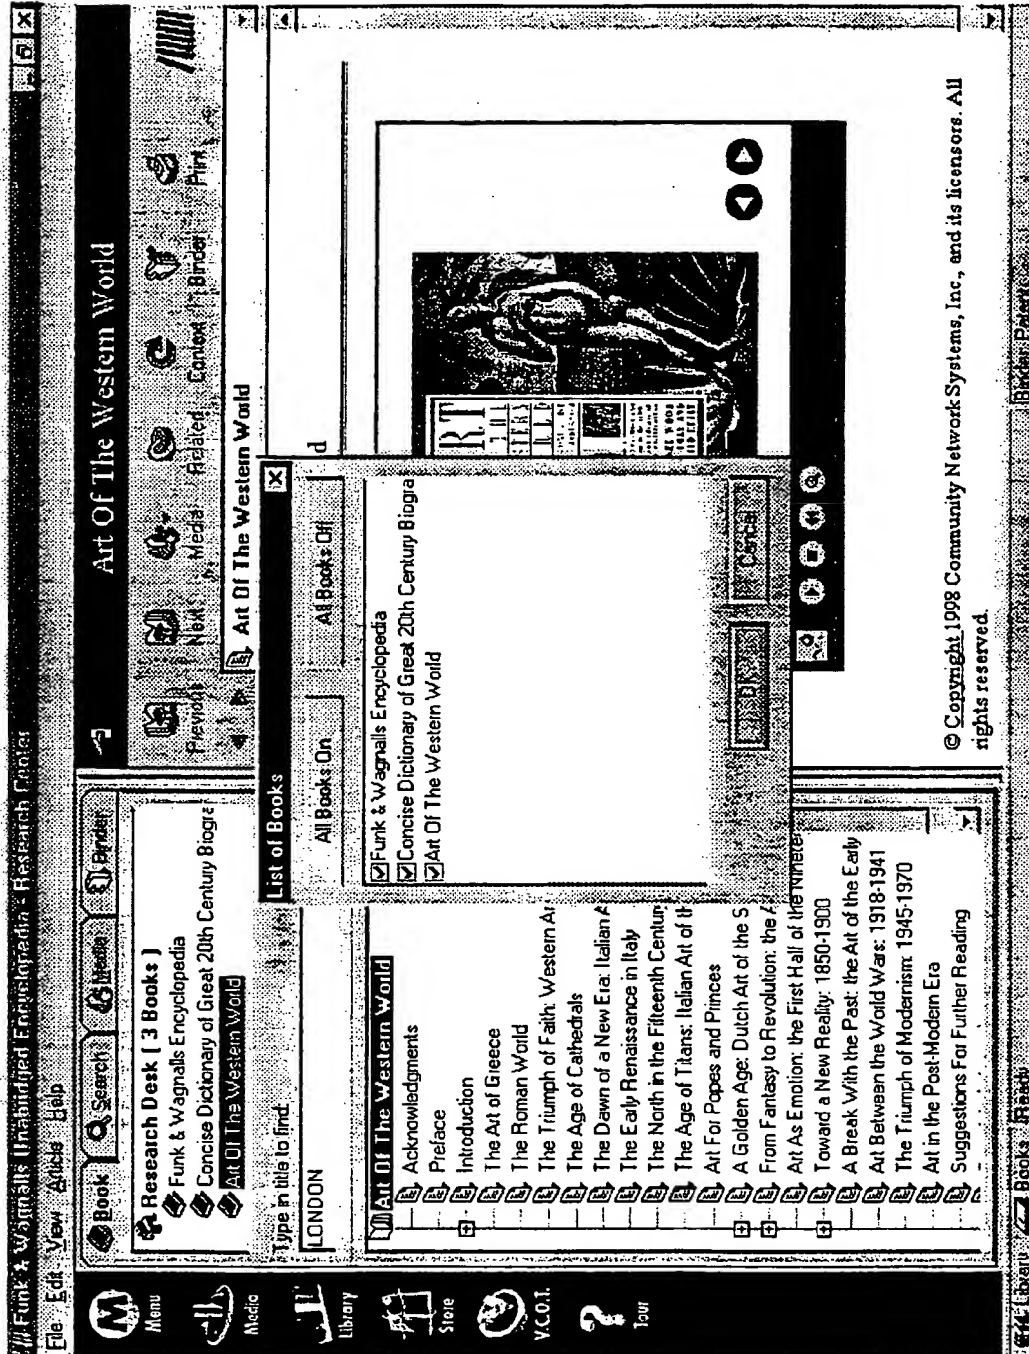 Funk & Wagnalls Unabridged Encyclopedia - Research Center
File Edit View Article Help
Menu
Media
Library
Store
V.C.O.T.
Tour
Book
Search
Media
Binder
Research Desk [ 3 Books ]
Funk & Wagnalls Encyclopedia
Concise Dictionary of Great 20th Century Biogra
Art Of The Western World
Type in title to find:
LONDON
Art Of The Western World
Acknowledgments
Preface
Introduction
The Art of Greece
The Roman World
The Triumph of Faith: Western Ar
The Age of Cathedrals
The Dawn of a New Era: Italian A
The Early Renaissance in Italy
The North in the Fifteenth Centur
The Age of Titans: Italian Art of th
Art For Popes and Princes
A Golden Age: Dutch Art of the S
From Fantasy to Revolution: the A
Art As Emotion: the First Half of the Ninetee
Toward a New Reality: 1850-1900
A Break With the Past: the Art of the Early
Art Between the World Wars: 1918-1941
The Triumph of Modernism: 1945-1970
Art in the Post-Modern Era
Suggestions For Further Reading
Art Of The Western World
Previous
Next
Media
Related
Context
Binder
Print
Art Of The Western World
d
List of Books
All Books On
All Books Off
Funk & Wagnalls Encyclopedia
Concise Dictionary of Great 20th Century Biogra
Art Of The Western World
OK
Cancel
© Copyright 1998 Community Network Systems, Inc., and its licensors. All
rights reserved.
Library
Books
Ready
Binder: Patent